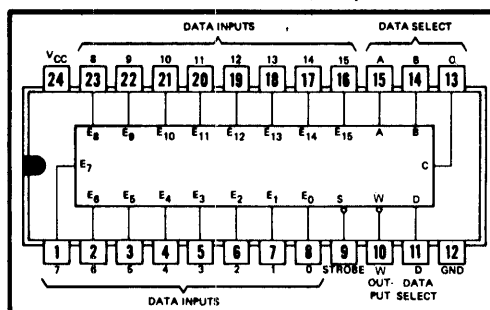 DATA INPUTS DATA SELECT
VCC 8 9 10 11 12 13 14 15 A B C
24 23 22 21 20 19 18 17 16 15 14 13
E8 E9 E10 E11 E12 E13 E14 E15 A B
E7 C
E6 E5 E4 E3 E2 E1 E0 S W D
1 2 3 4 5 6 7 8 9 10 11 12
7 6 5 4 3 2 1 0 STROBE W D GND
OUT- DATA
PUT SELECT
DATA INPUTS